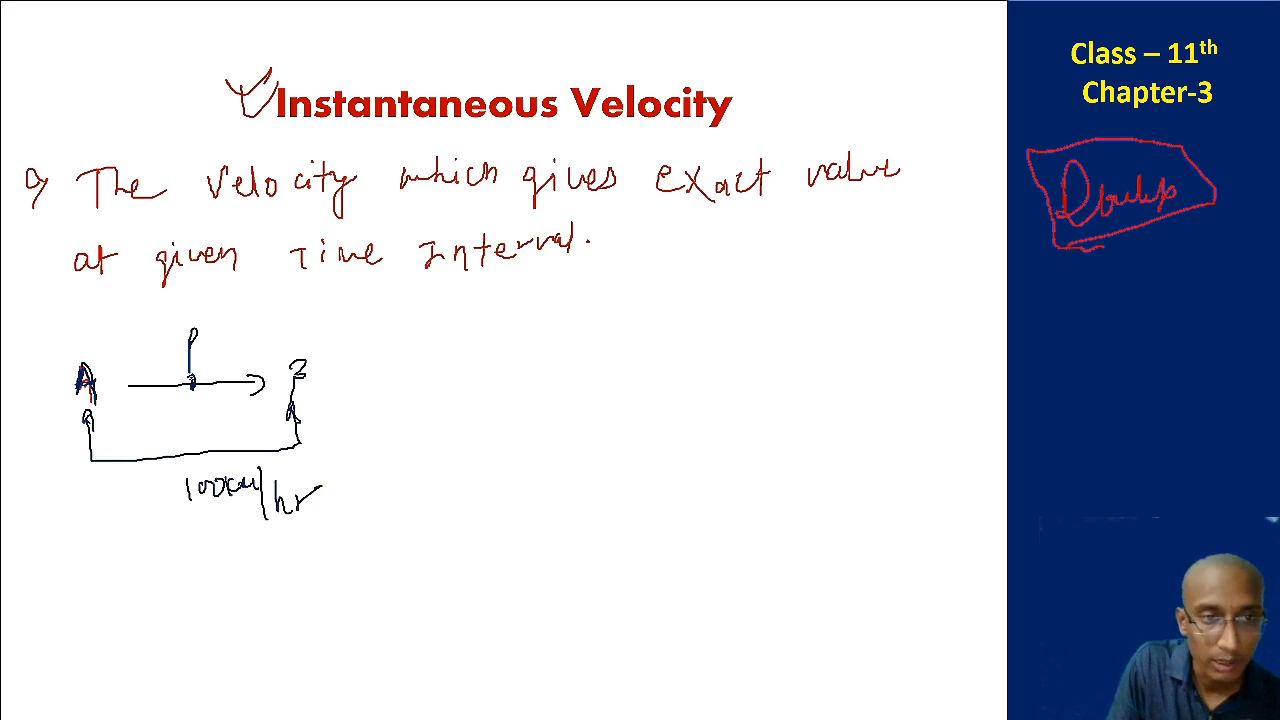 Instantaneous Velocity
The velocity which gives exact value
at given Time Interval.
P
A
100km/hr
Class – 11th
Chapter-3